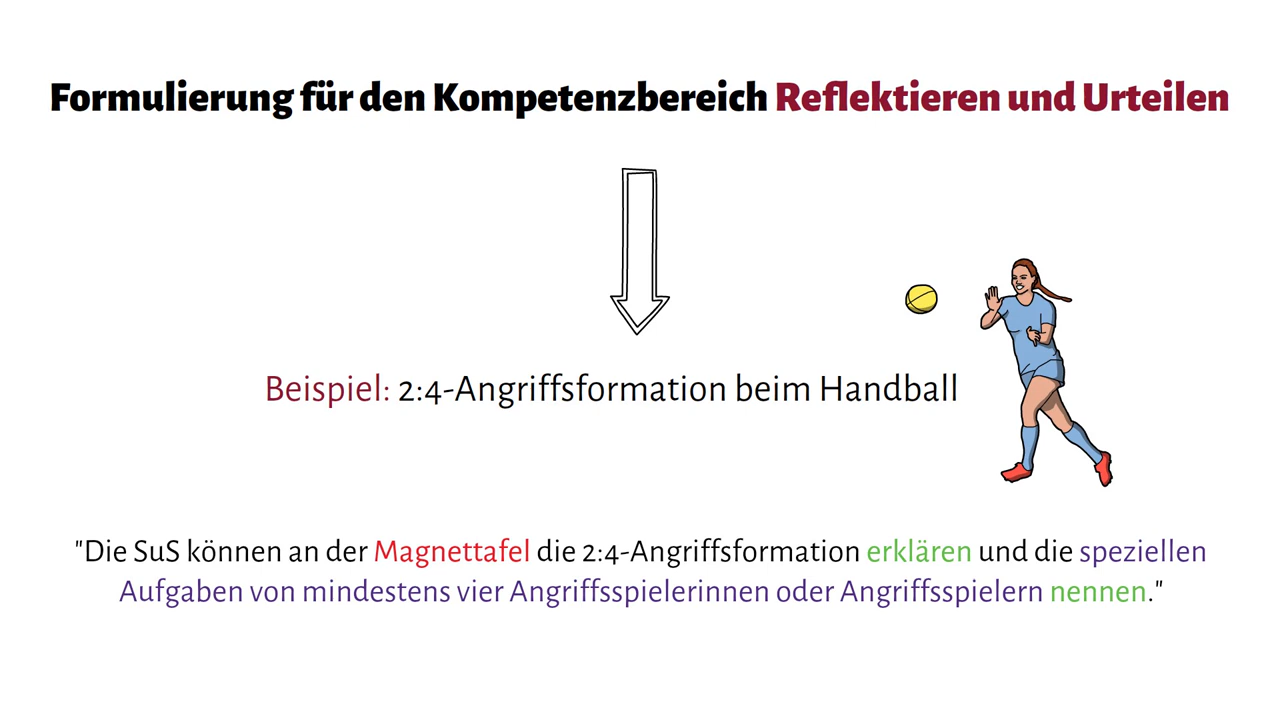 Formulierung für den Kompetenzbereich Reflektieren und Urteilen
Beispiel: 2:4-Angriffsformation beim Handball
"Die SuS können an der Magnettafel die 2:4-Angriffsformation erklären und die speziellen
Aufgaben von mindestens vier Angriffsspielerinnen oder Angriffsspielern nennen."